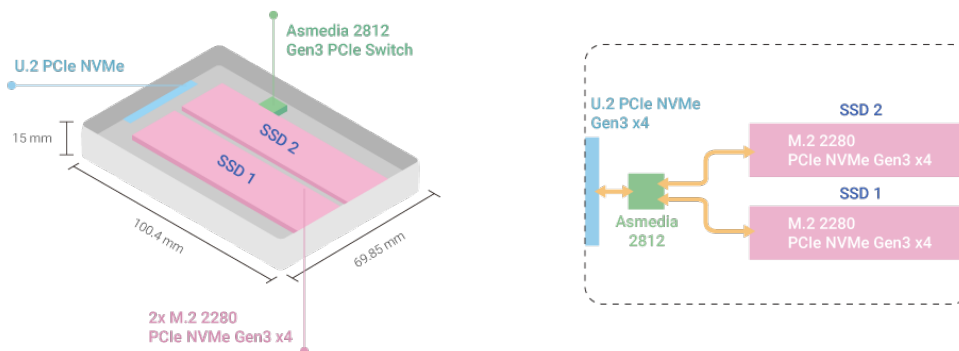 Asmedia 2812
Gen3 PCIe Switch
U.2 PCIe NVMe
15 mm
SSD 2
SSD 1
100.4 mm
69.85 mm
2x M.2 2280
PCIe NVMe Gen3 x4
U.2 PCIe NVMe
Gen3 x4
SSD 2
M.2 2280
PCIe NVMe Gen3 x4
SSD 1
M.2 2280
PCIe NVMe Gen3 x4
Asmedia
2812